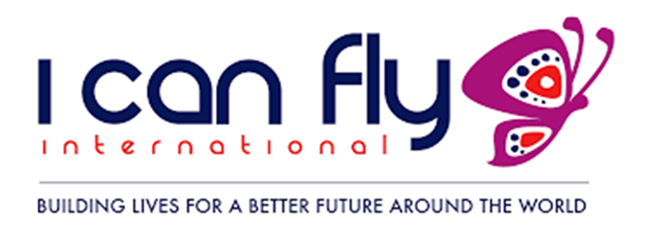 I can fly
international
BUILDING LIVES FOR A BETTER FUTURE AROUND THE WORLD